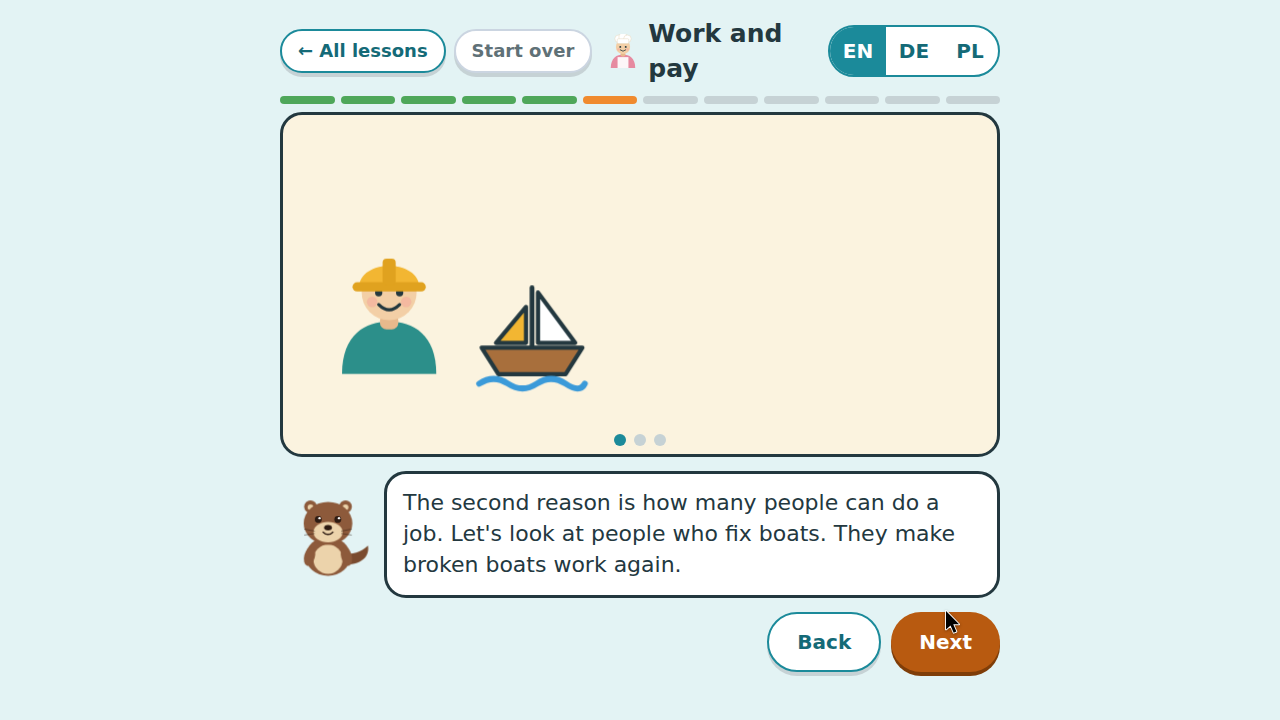 ← All lessons
Start over
Work and
pay
EN DE PL
The second reason is how many people can do a
job. Let's look at people who fix boats. They make
broken boats work again.
Back
Next